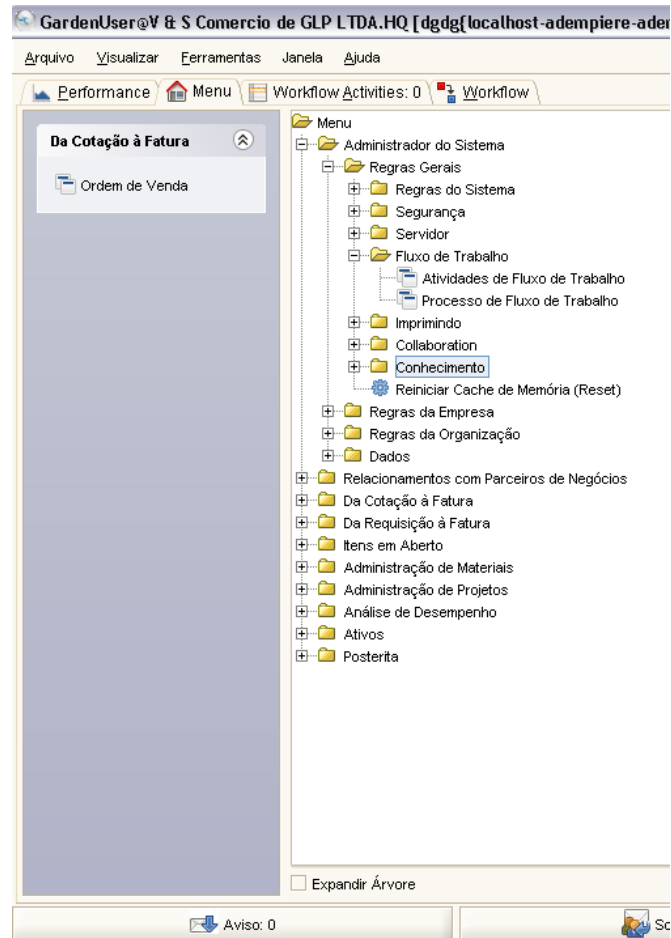 GardenUser@V & S Comercio de GLP LTDA.HQ [dgdg{localhost-adempiere-ader
Arquivo Visualizar Ferramentas Janela Ajuda
Performance Menu Workflow Activities: 0 Workflow
Da Cotação à Fatura
Ordem de Venda
Menu
Administrador do Sistema
Regras Gerais
Regras do Sistema
Segurança
Servidor
Fluxo de Trabalho
Atividades de Fluxo de Trabalho
Processo de Fluxo de Trabalho
Imprimindo
Collaboration
Conhecimento
Reiniciar Cache de Memória (Reset)
Regras da Empresa
Regras da Organização
Dados
Relacionamentos com Parceiros de Negócios
Da Cotação à Fatura
Da Requisição à Fatura
Itens em Aberto
Administração de Materiais
Administração de Projetos
Análise de Desempenho
Ativos
Posterita
Expandir Árvore
Aviso: 0